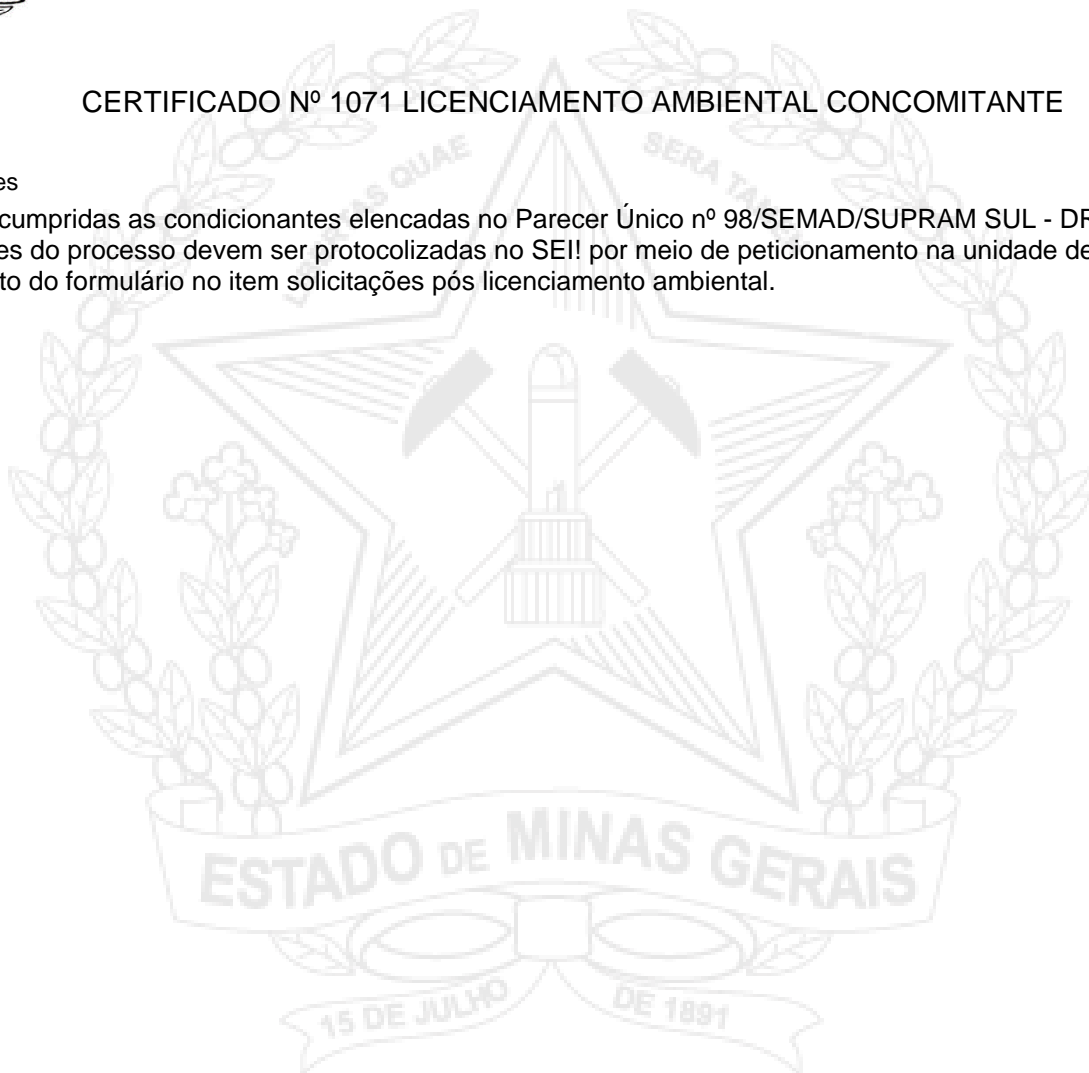 CERTIFICADO Nº 1071 LICENCIAMENTO AMBIENTAL CONCOMITANTE
es
cumpridas as condicionantes elencadas no Parecer Único nº 98/SEMAD/SUPRAM SUL - DR
es do processo devem ser protocolizadas no SEI! por meio de peticionamento na unidade de
to do formulário no item solicitações pós licenciamento ambiental.
QUAE
SERA
ESTADO DE MINAS GERAIS
15 DE JULHO DE 1891